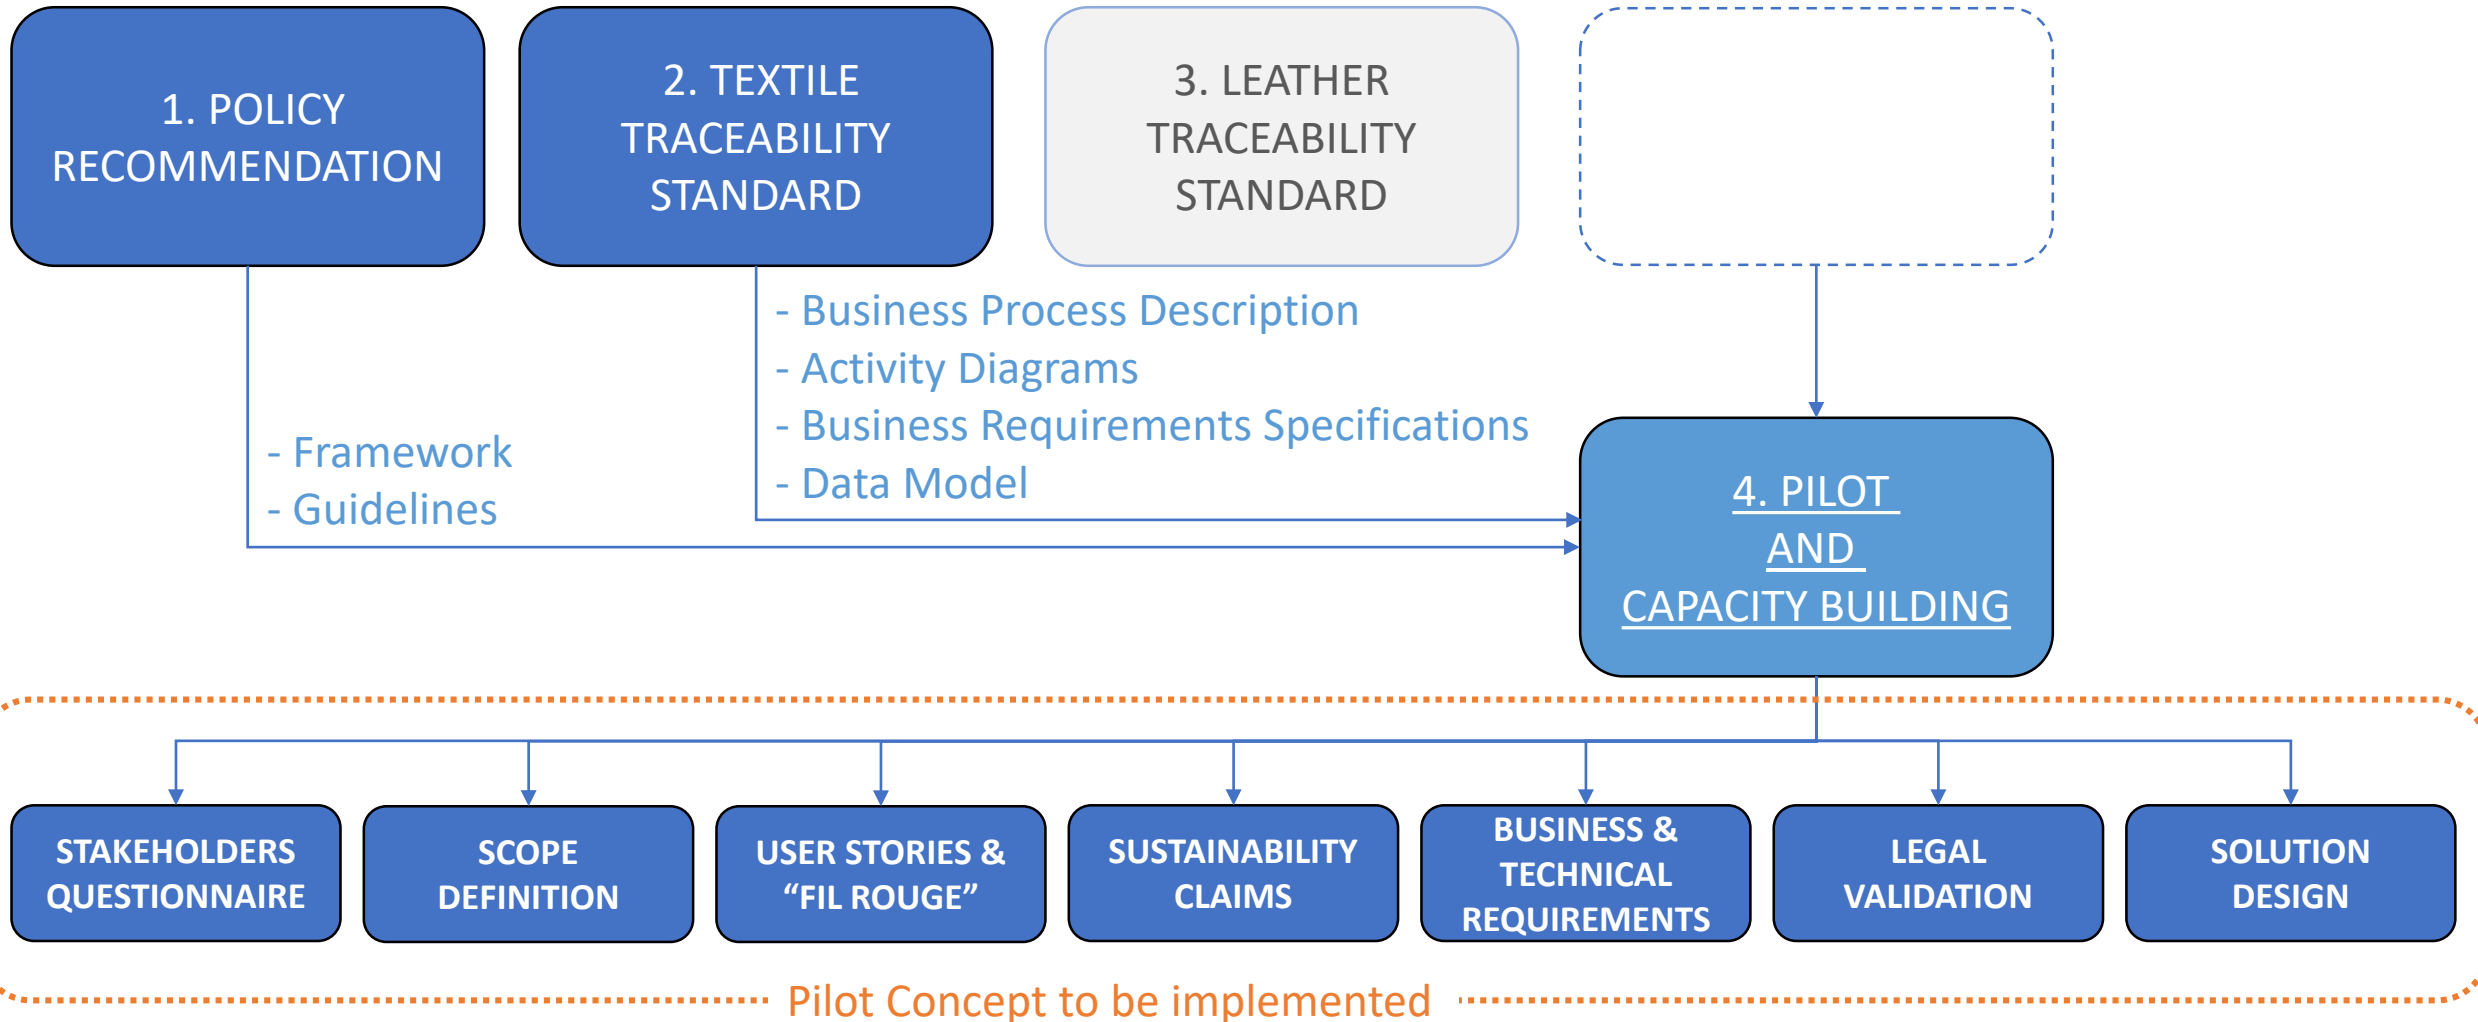 1. POLICY
RECOMMENDATION
2. TEXTILE
TRACEABILITY
STANDARD
3. LEATHER
TRACEABILITY
STANDARD
- Business Process Description
- Activity Diagrams
- Business Requirements Specifications
- Data Model
- Framework
- Guidelines
4. PILOT
AND
CAPACITY BUILDING
STAKEHOLDERS
QUESTIONNAIRE
SCOPE
DEFINITION
USER STORIES &
“FIL ROUGE”
SUSTAINABILITY
CLAIMS
BUSINESS &
TECHNICAL
REQUIREMENTS
LEGAL
VALIDATION
SOLUTION
DESIGN
Pilot Concept to be implemented